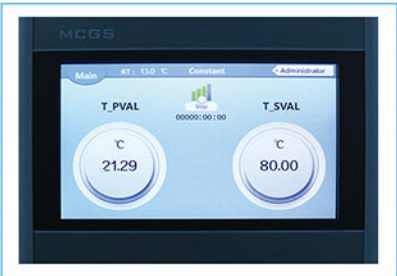 MCGS
Main RT: 13.0 ℃ Constant Administrator
T_PVAL
Stop
T_SVAL
00000:00:00
℃
21.29
℃
80.00